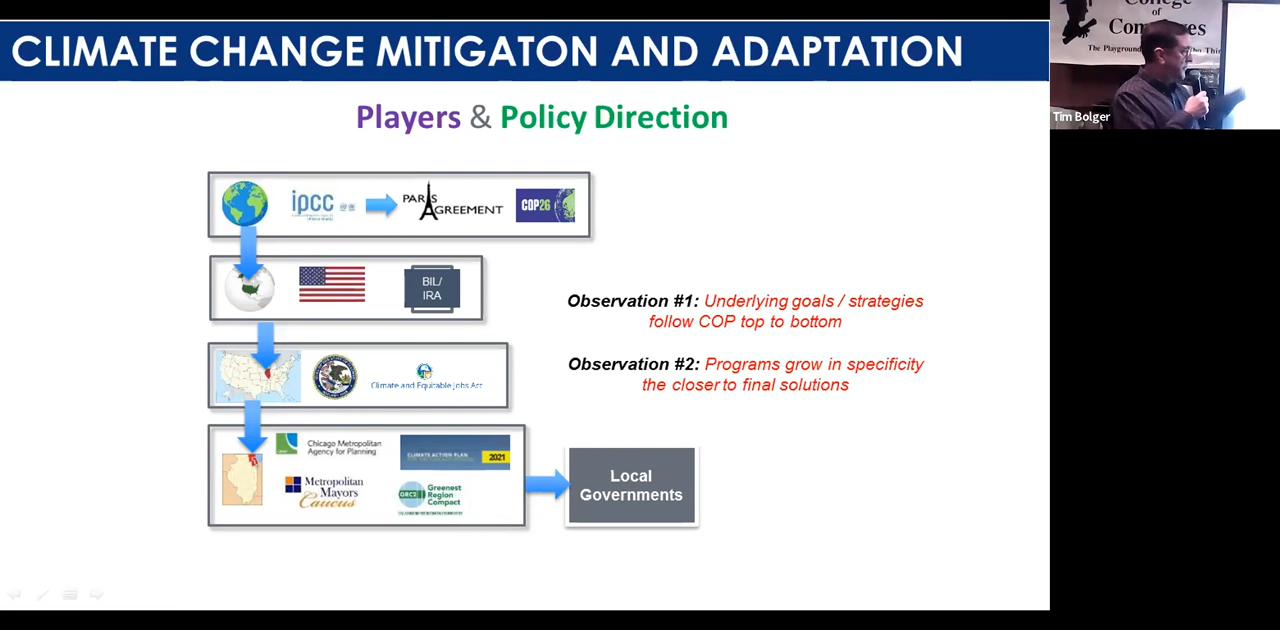 CLIMATE CHANGE MITIGATON AND ADAPTATION
Players & Policy Direction
ipcc
PARIS
AGREEMENT
COP26
BIL/
IRA
Climate and Equitable Jobs Act
Chicago Metropolitan
Agency for Planning
CLIMATE ACTION PLAN
2021
Metropolitan
Mayors
Caucus
GRC2
Greenest
Region
Compact
Local
Governments
Observation #1: Underlying goals / strategies
follow COP top to bottom
Observation #2: Programs grow in specificity
the closer to final solutions
College
of
The Playground
Tim Bolger